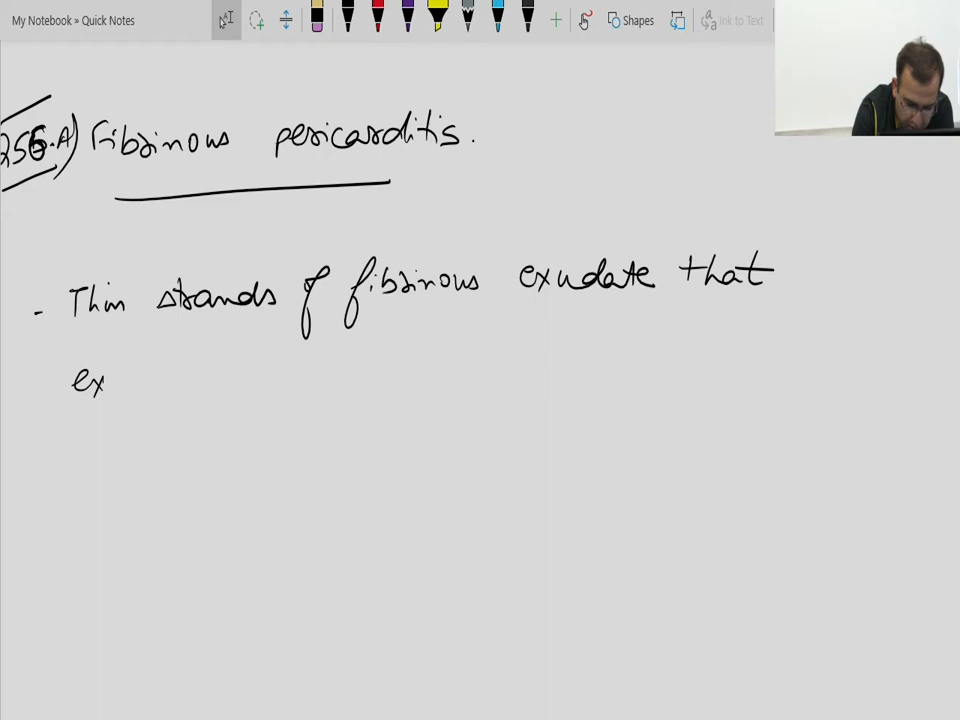 My Notebook » Quick Notes
Shapes
Ink to Text
256.A) Fibrinous pericarditis.
- Thin strands of fibrinous exudate that
ex